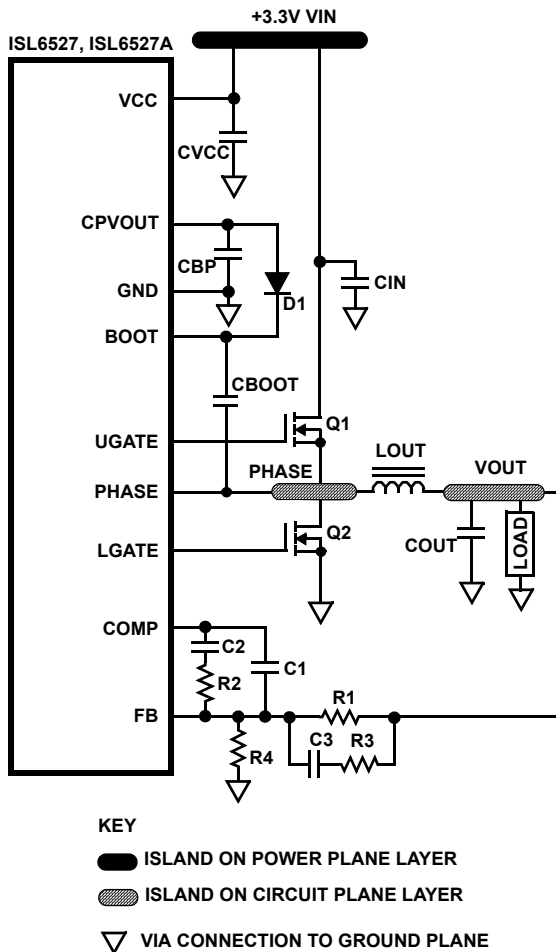 +3.3V VIN
ISL6527, ISL6527A
VCC
CVCC
CPVOUT
CBP
GND
D1
CIN
BOOT
CBOOT
UGATE
Q1
PHASE
PHASE
LOUT
VOUT
LGATE
Q2
COUT
LOAD
COMP
C2
C1
R2
R1
FB
C3
R3
R4
KEY
ISLAND ON POWER PLANE LAYER
ISLAND ON CIRCUIT PLANE LAYER
VIA CONNECTION TO GROUND PLANE